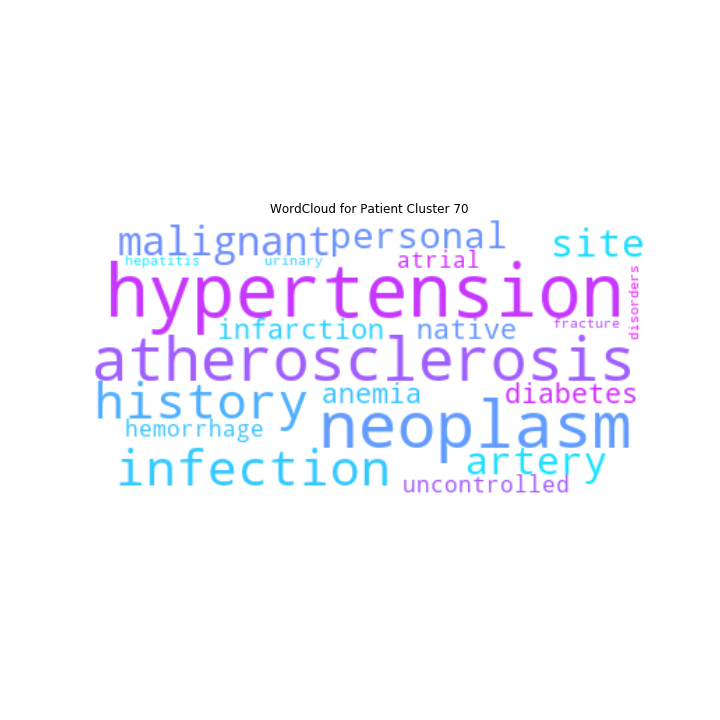 WordCloud for Patient Cluster 70
malignant personal site
hepatitis urinary atrial
hypertension disorders
infarction native fracture
atherosclerosis
history anemia diabetes
hemorrhage neoplasm
infection artery
uncontrolled